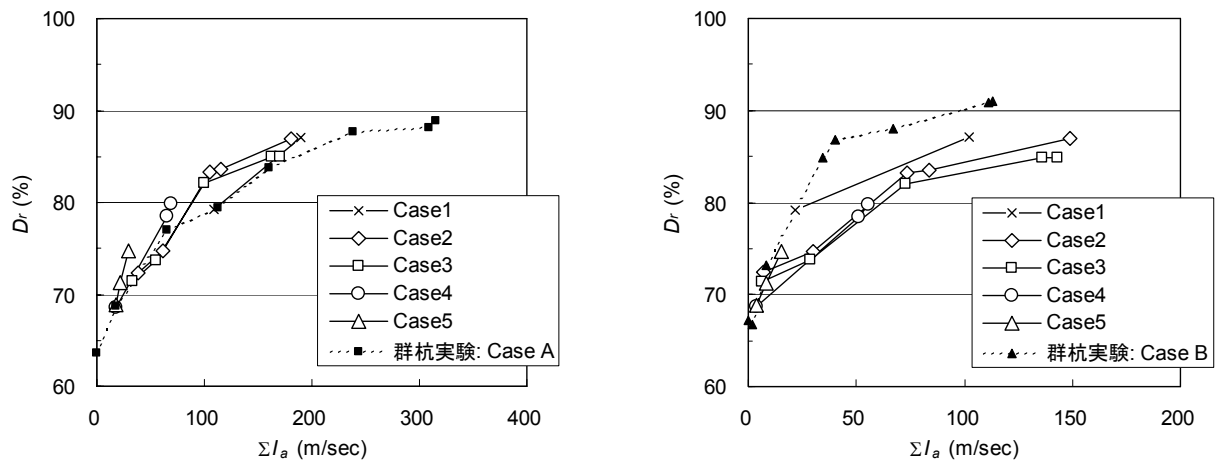 100
90
80
70
60
Dr (%)
0
100
200
300
400
ΣIa (m/sec)
Case1
Case2
Case3
Case4
Case5
群杭実験: Case A
100
90
80
70
60
Dr (%)
0
50
100
150
200
ΣIa (m/sec)
Case1
Case2
Case3
Case4
Case5
群杭実験: Case B